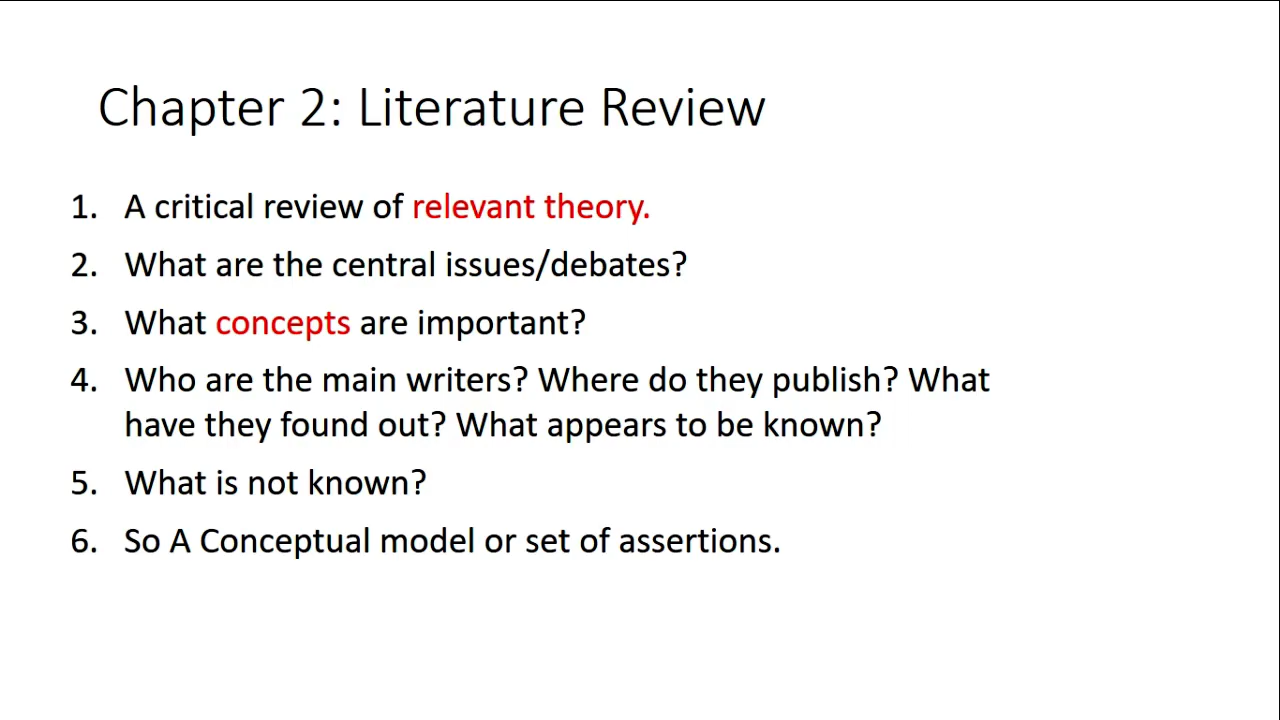 Chapter 2: Literature Review
1. A critical review of relevant theory.
2. What are the central issues/debates?
3. What concepts are important?
4. Who are the main writers? Where do they publish? What
have they found out? What appears to be known?
5. What is not known?
6. So A Conceptual model or set of assertions.